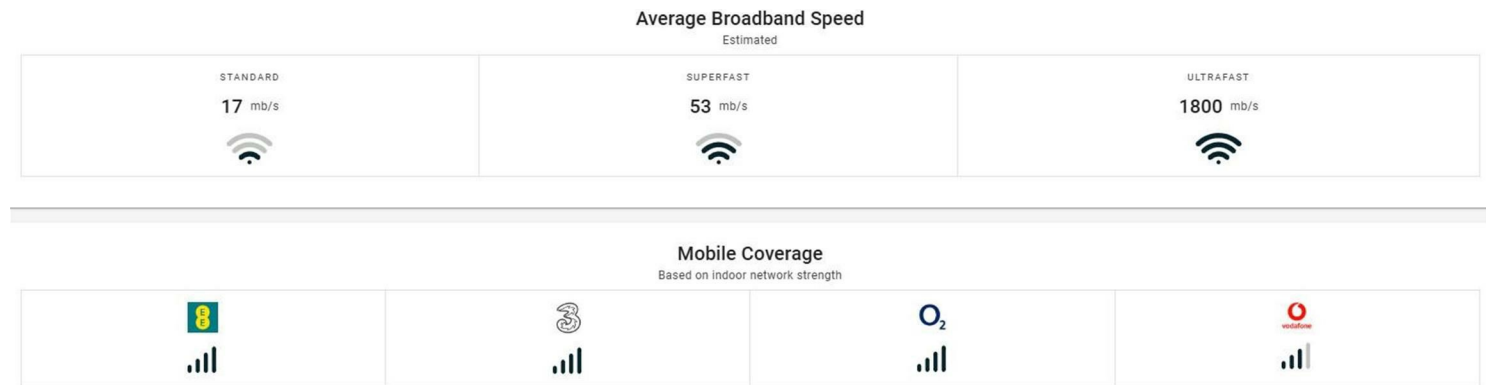 Average Broadband Speed
Estimated
STANDARD SUPERFAST ULTRAFAST
17 mb/s 53 mb/s 1800 mb/s
Mobile Coverage
Based on indoor network strength
E
E
3 O2 vodafone